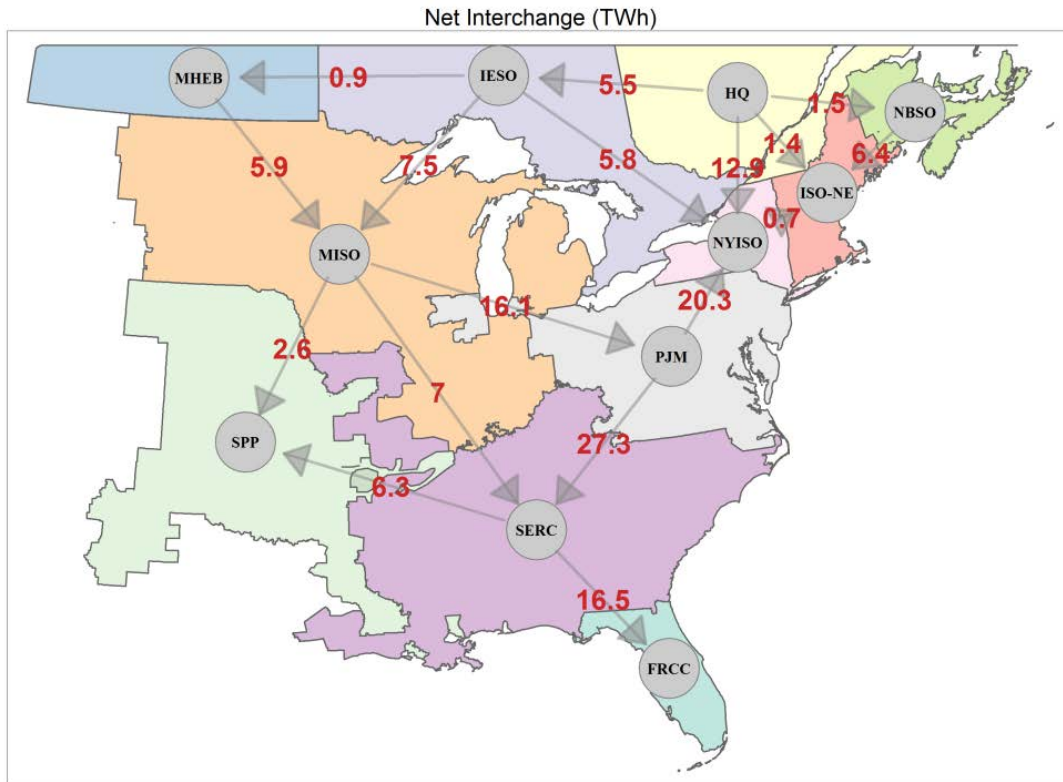 Net Interchange (TWh)
MHEB
0.9
IESO
5.5
HQ
1.5
NBSO
5.9
7.5
5.8
12.9
1.4
6.4
ISO-NE
0.7
NYISO
MISO
16.1
20.3
PJM
2.6
7
27.3
SPP
6.3
SERC
16.5
FRCC